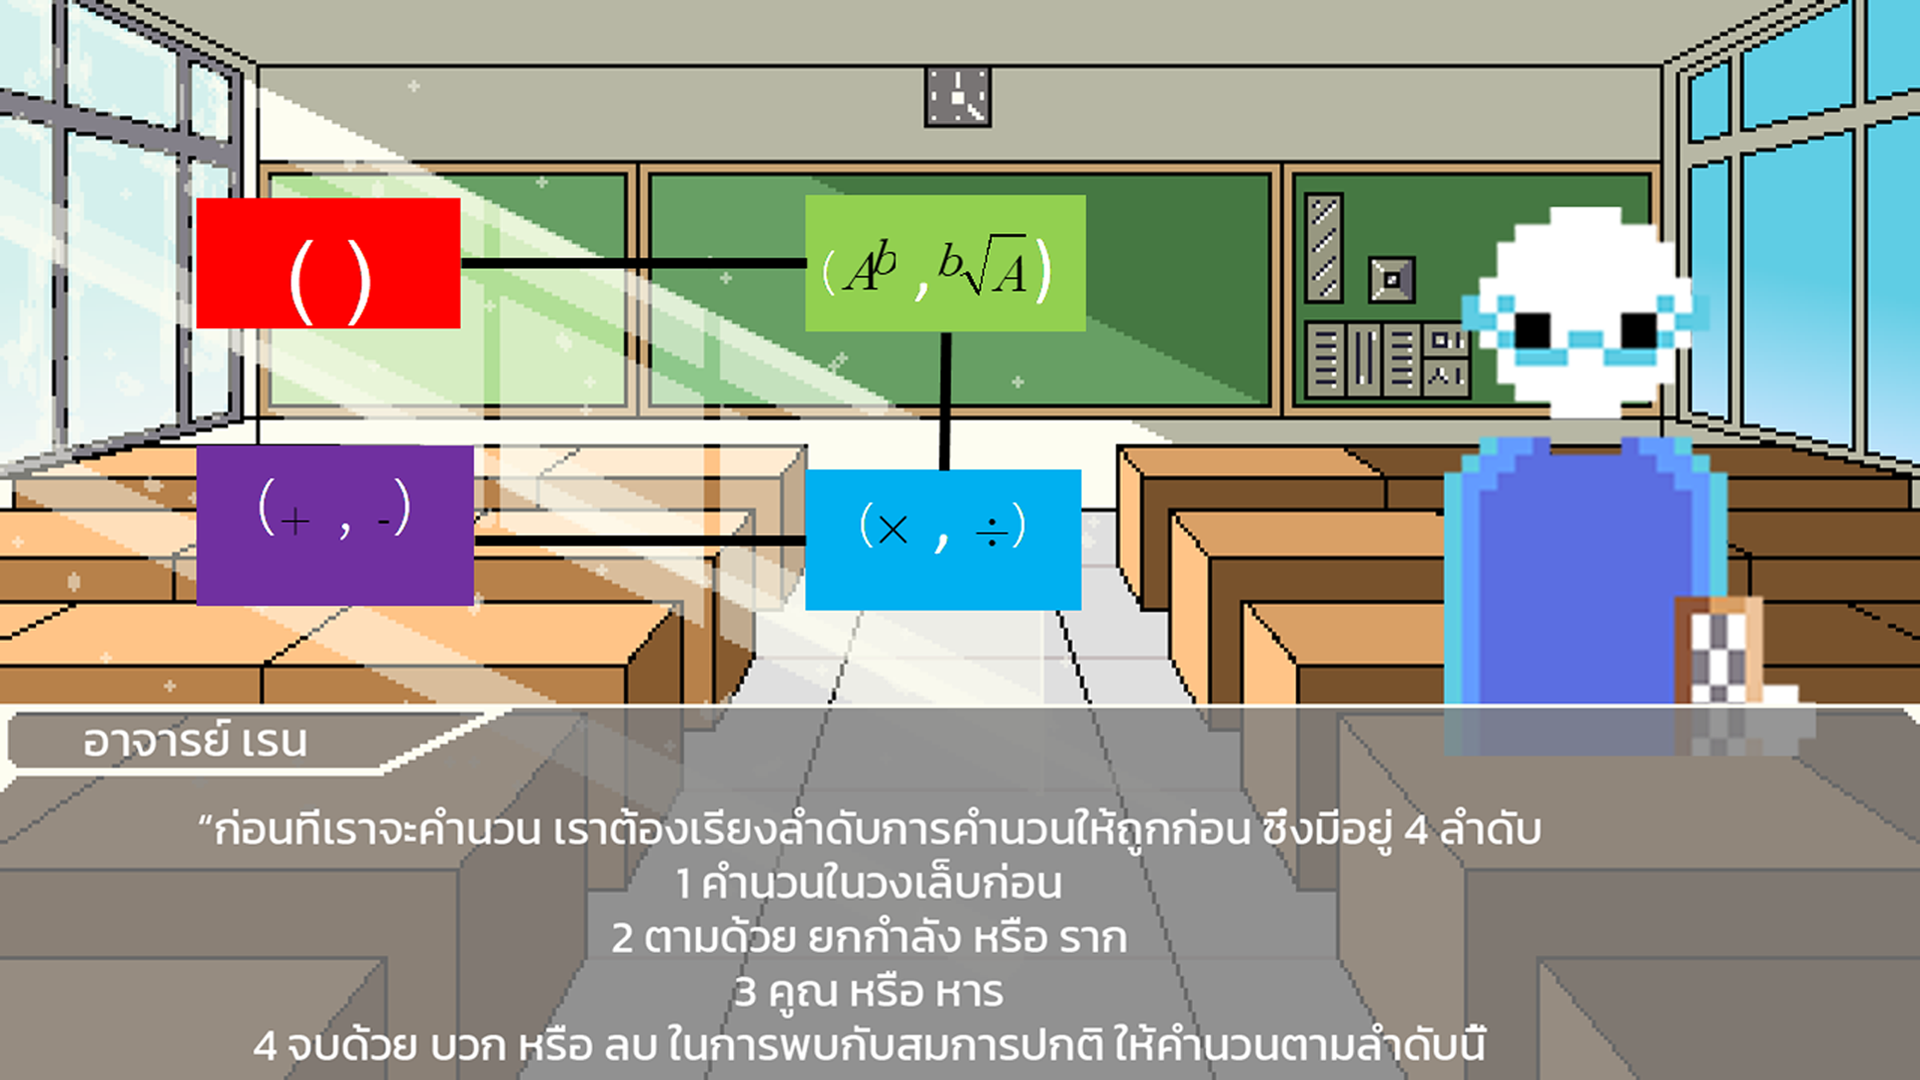 ( )
(Aᵇ , ᵇ√A)
(+ , -)
(× , ÷)
อาจารย์ เรน
“ก่อนที่เราจะคำนวน เราต้องเรียงลำดับการคำนวนให้ถูกก่อน ซึ่งมีอยู่ 4 ลำดับ
1 คำนวนในวงเล็บก่อน
2 ตามด้วย ยกกำลัง หรือ ราก
3 คูณ หรือ หาร
4 จบด้วย บวก หรือ ลบ ในการพบกับสมการปกติ ให้คำนวนตามลำดับนี้